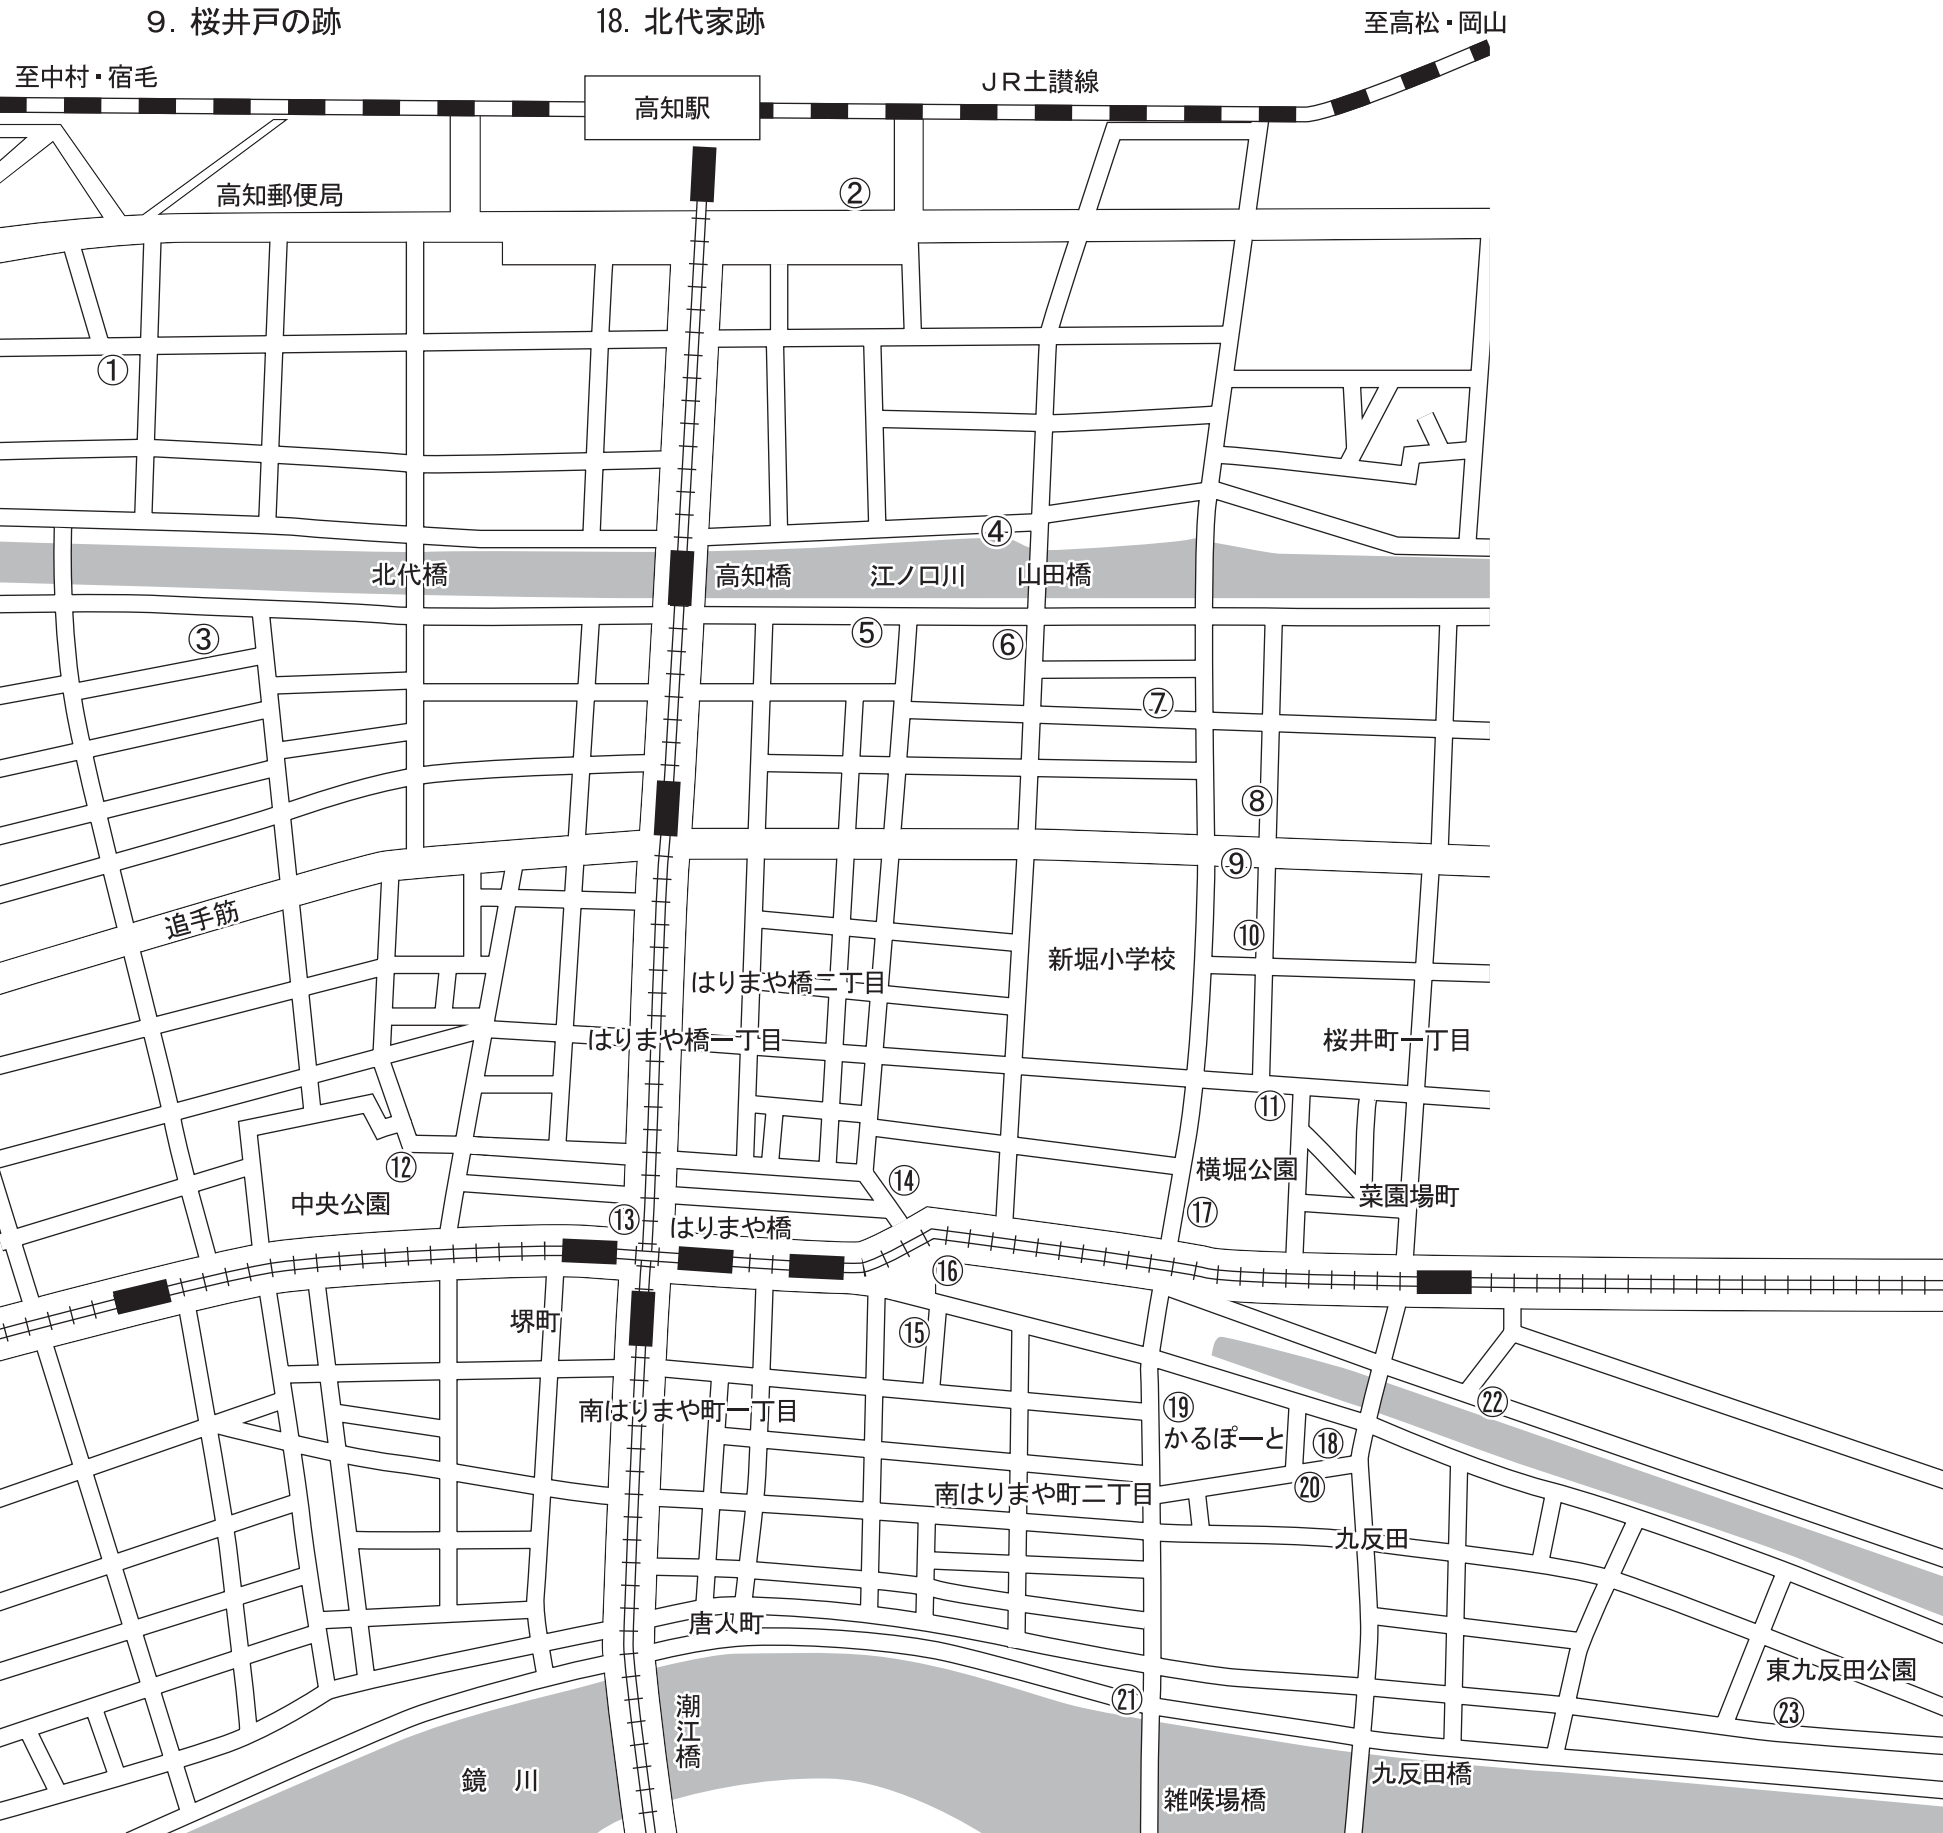 9. 桜井戸の跡
18. 北代家跡
至高松・岡山
至中村・宿毛
JR土讃線
高知駅
高知郵便局
②
①
④
北代橋
高知橋
江ノ口川
山田橋
③
⑤
⑥
⑦
⑧
⑨
追手筋
⑩
新堀小学校
はりまや橋二丁目
はりまや橋一丁目
桜井町一丁目
⑪
⑫
横堀公園
⑭
中央公園
菜園場町
⑬
はりまや橋
⑰
⑯
堺町
⑮
㉒
南はりまや町一丁目
⑲
かるぽーと
⑱
南はりまや町二丁目
⑳
九反田
唐人町
東九反田公園
㉑
㉓
潮江橋
鏡川
九反田橋
雑喉場橋